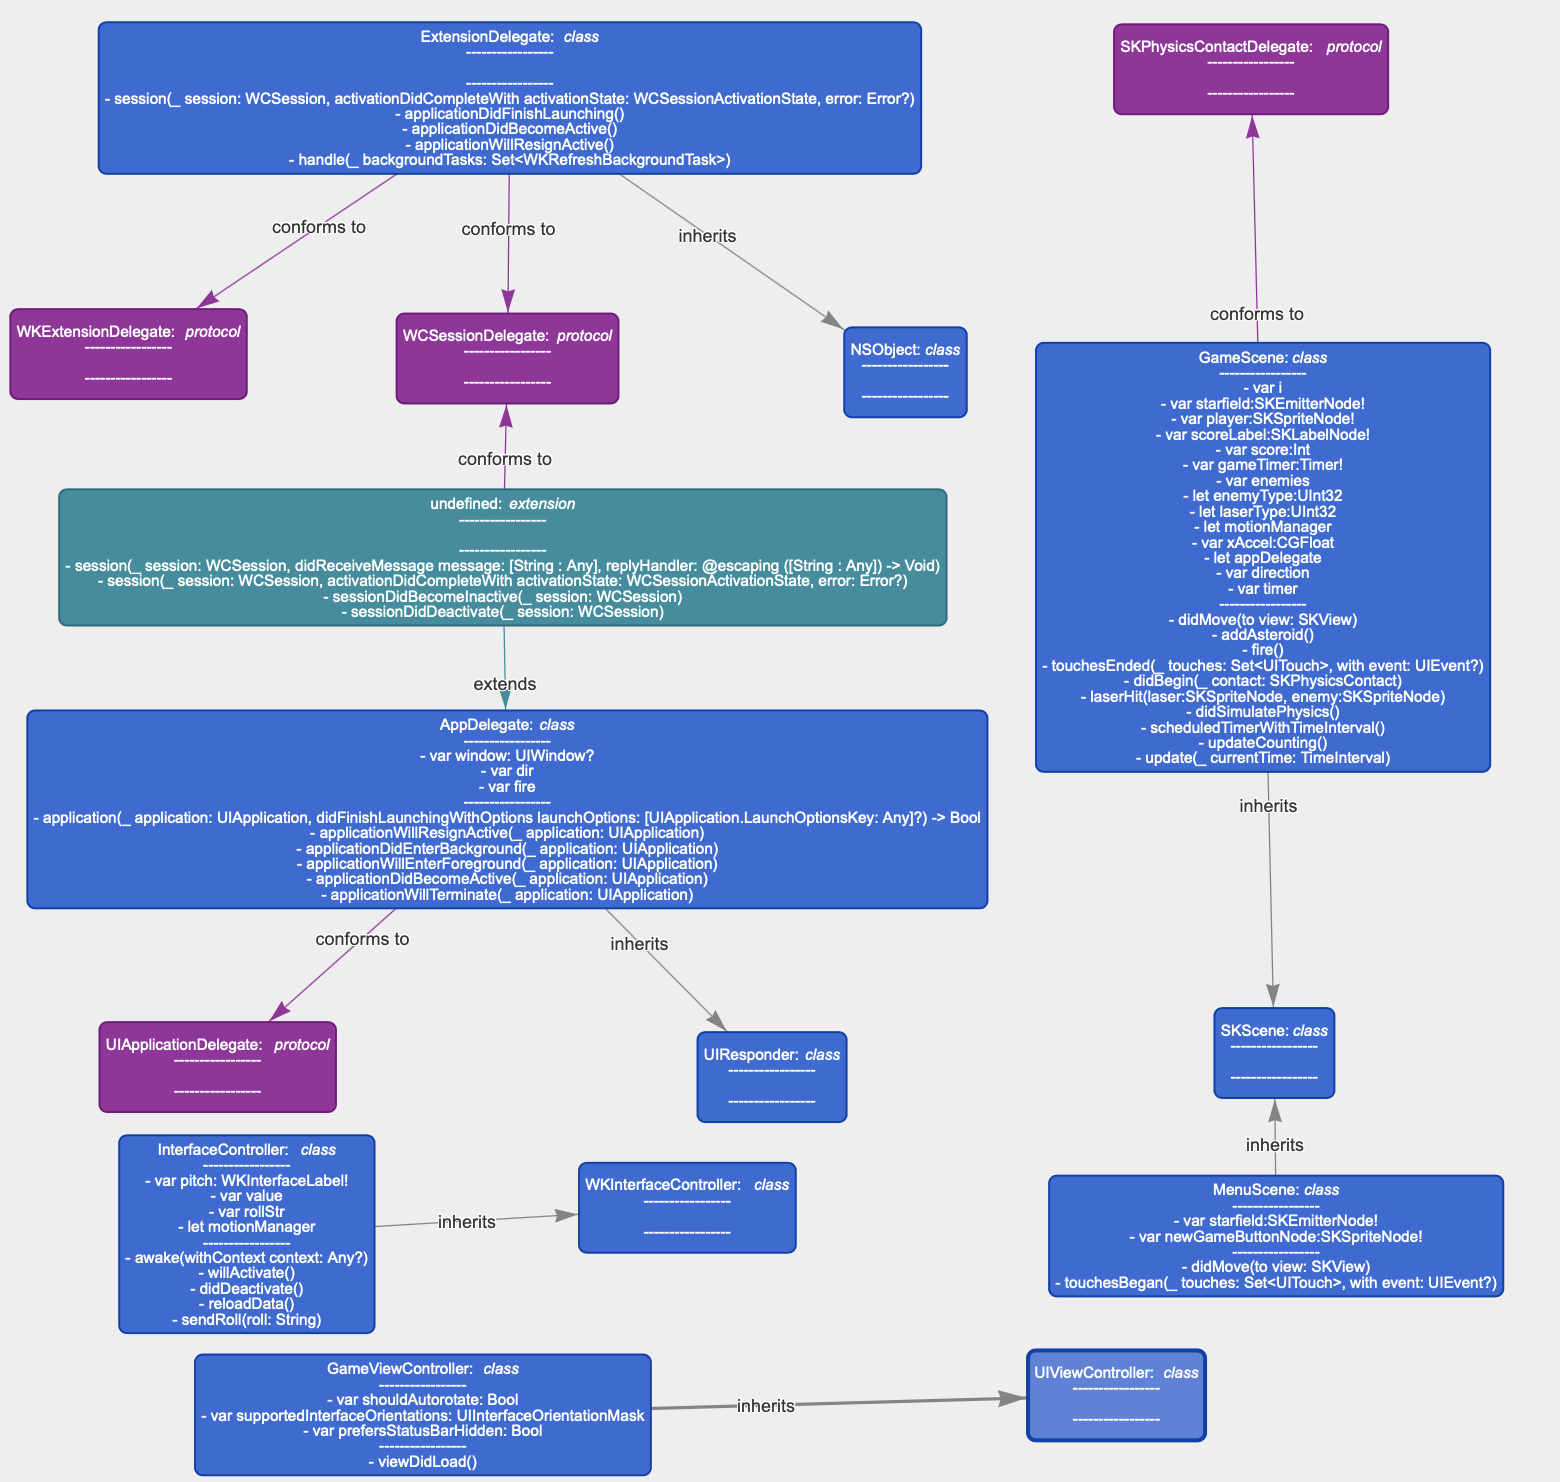 ExtensionDelegate: class
-----------------
-----------------
- session(_ session: WCSession, activationDidCompleteWith activationState: WCSessionActivationState, error: Error?)
- applicationDidFinishLaunching()
- applicationDidBecomeActive()
- applicationWillResignActive()
- handle(_ backgroundTasks: Set<WKRefreshBackgroundTask>)
SKPhysicsContactDelegate: protocol
-----------------
-----------------
conforms to
conforms to
inherits
WKExtensionDelegate: protocol
-----------------
-----------------
WCSessionDelegate: protocol
-----------------
-----------------
NSObject: class
-----------------
-----------------
conforms to
conforms to
GameScene: class
-----------------
- var i
- var starfield:SKEmitterNode!
- var player:SKSpriteNode!
- var scoreLabel:SKLabelNode!
- var score:Int
- var gameTimer:Timer!
- var enemies
- let enemyType:UInt32
- let laserType:UInt32
- let motionManager
- var xAccel:CGFloat
- let appDelegate
- var direction
- var timer
-----------------
- didMove(to view: SKView)
- addAsteroid()
- fire()
- touchesEnded(_ touches: Set<UITouch>, with event: UIEvent?)
- didBegin(_ contact: SKPhysicsContact)
- laserHit(laser:SKSpriteNode, enemy:SKSpriteNode)
- didSimulatePhysics()
- scheduledTimerWithTimeInterval()
- updateCounting()
- update(_ currentTime: TimeInterval)
undefined: extension
-----------------
-----------------
- session(_ session: WCSession, didReceiveMessage message: [String : Any], replyHandler: @escaping ([String : Any]) -> Void)
- session(_ session: WCSession, activationDidCompleteWith activationState: WCSessionActivationState, error: Error?)
- sessionDidBecomeInactive(_ session: WCSession)
- sessionDidDeactivate(_ session: WCSession)
extends
AppDelegate: class
-----------------
- var window: UIWindow?
- var dir
- var fire
-----------------
- application(_ application: UIApplication, didFinishLaunchingWithOptions launchOptions: [UIApplication.LaunchOptionsKey: Any]?) -> Bool
- applicationWillResignActive(_ application: UIApplication)
- applicationDidEnterBackground(_ application: UIApplication)
- applicationWillEnterForeground(_ application: UIApplication)
- applicationDidBecomeActive(_ application: UIApplication)
- applicationWillTerminate(_ application: UIApplication)
inherits
conforms to
inherits
UIApplicationDelegate: protocol
-----------------
-----------------
UIResponder: class
-----------------
-----------------
SKScene: class
-----------------
-----------------
inherits
InterfaceController: class
-----------------
- var pitch: WKInterfaceLabel!
- var value
- var rollStr
- let motionManager
-----------------
- awake(withContext context: Any?)
- willActivate()
- didDeactivate()
- reloadData()
- sendRoll(roll: String)
inherits
WKInterfaceController: class
-----------------
-----------------
MenuScene: class
-----------------
- var starfield:SKEmitterNode!
- var newGameButtonNode:SKSpriteNode!
-----------------
- didMove(to view: SKView)
- touchesBegan(_ touches: Set<UITouch>, with event: UIEvent?)
GameViewController: class
-----------------
- var shouldAutorotate: Bool
- var supportedInterfaceOrientations: UIInterfaceOrientationMask
- var prefersStatusBarHidden: Bool
-----------------
- viewDidLoad()
inherits
UIViewController: class
-----------------
-----------------